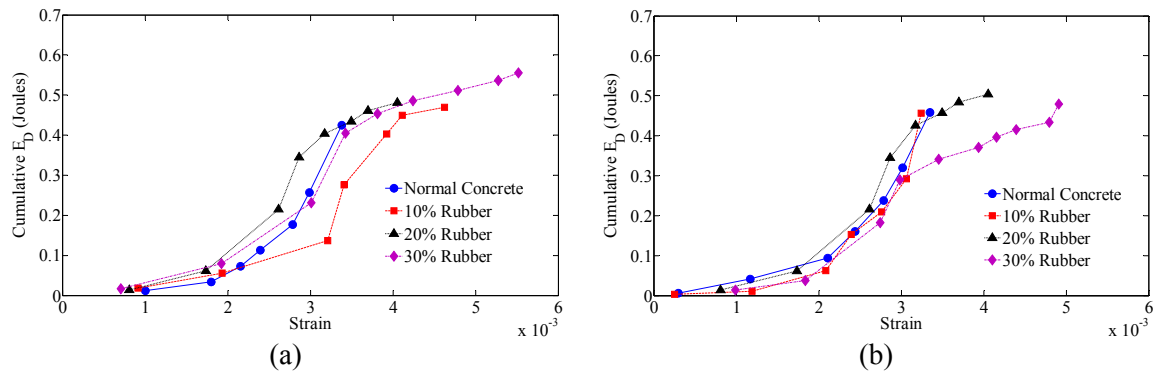 0.7
0.6
0.5
0.4
0.3
0.2
0.1
0
Cumulative E_D (Joules)
Normal Concrete
10% Rubber
20% Rubber
30% Rubber
0 1 2 3 4 5 6
Strain
x 10⁻³
(a)
0.7
0.6
0.5
0.4
0.3
0.2
0.1
0
Cumulative E_D (Joules)
Normal Concrete
10% Rubber
20% Rubber
30% Rubber
0 1 2 3 4 5 6
Strain
x 10⁻³
(b)